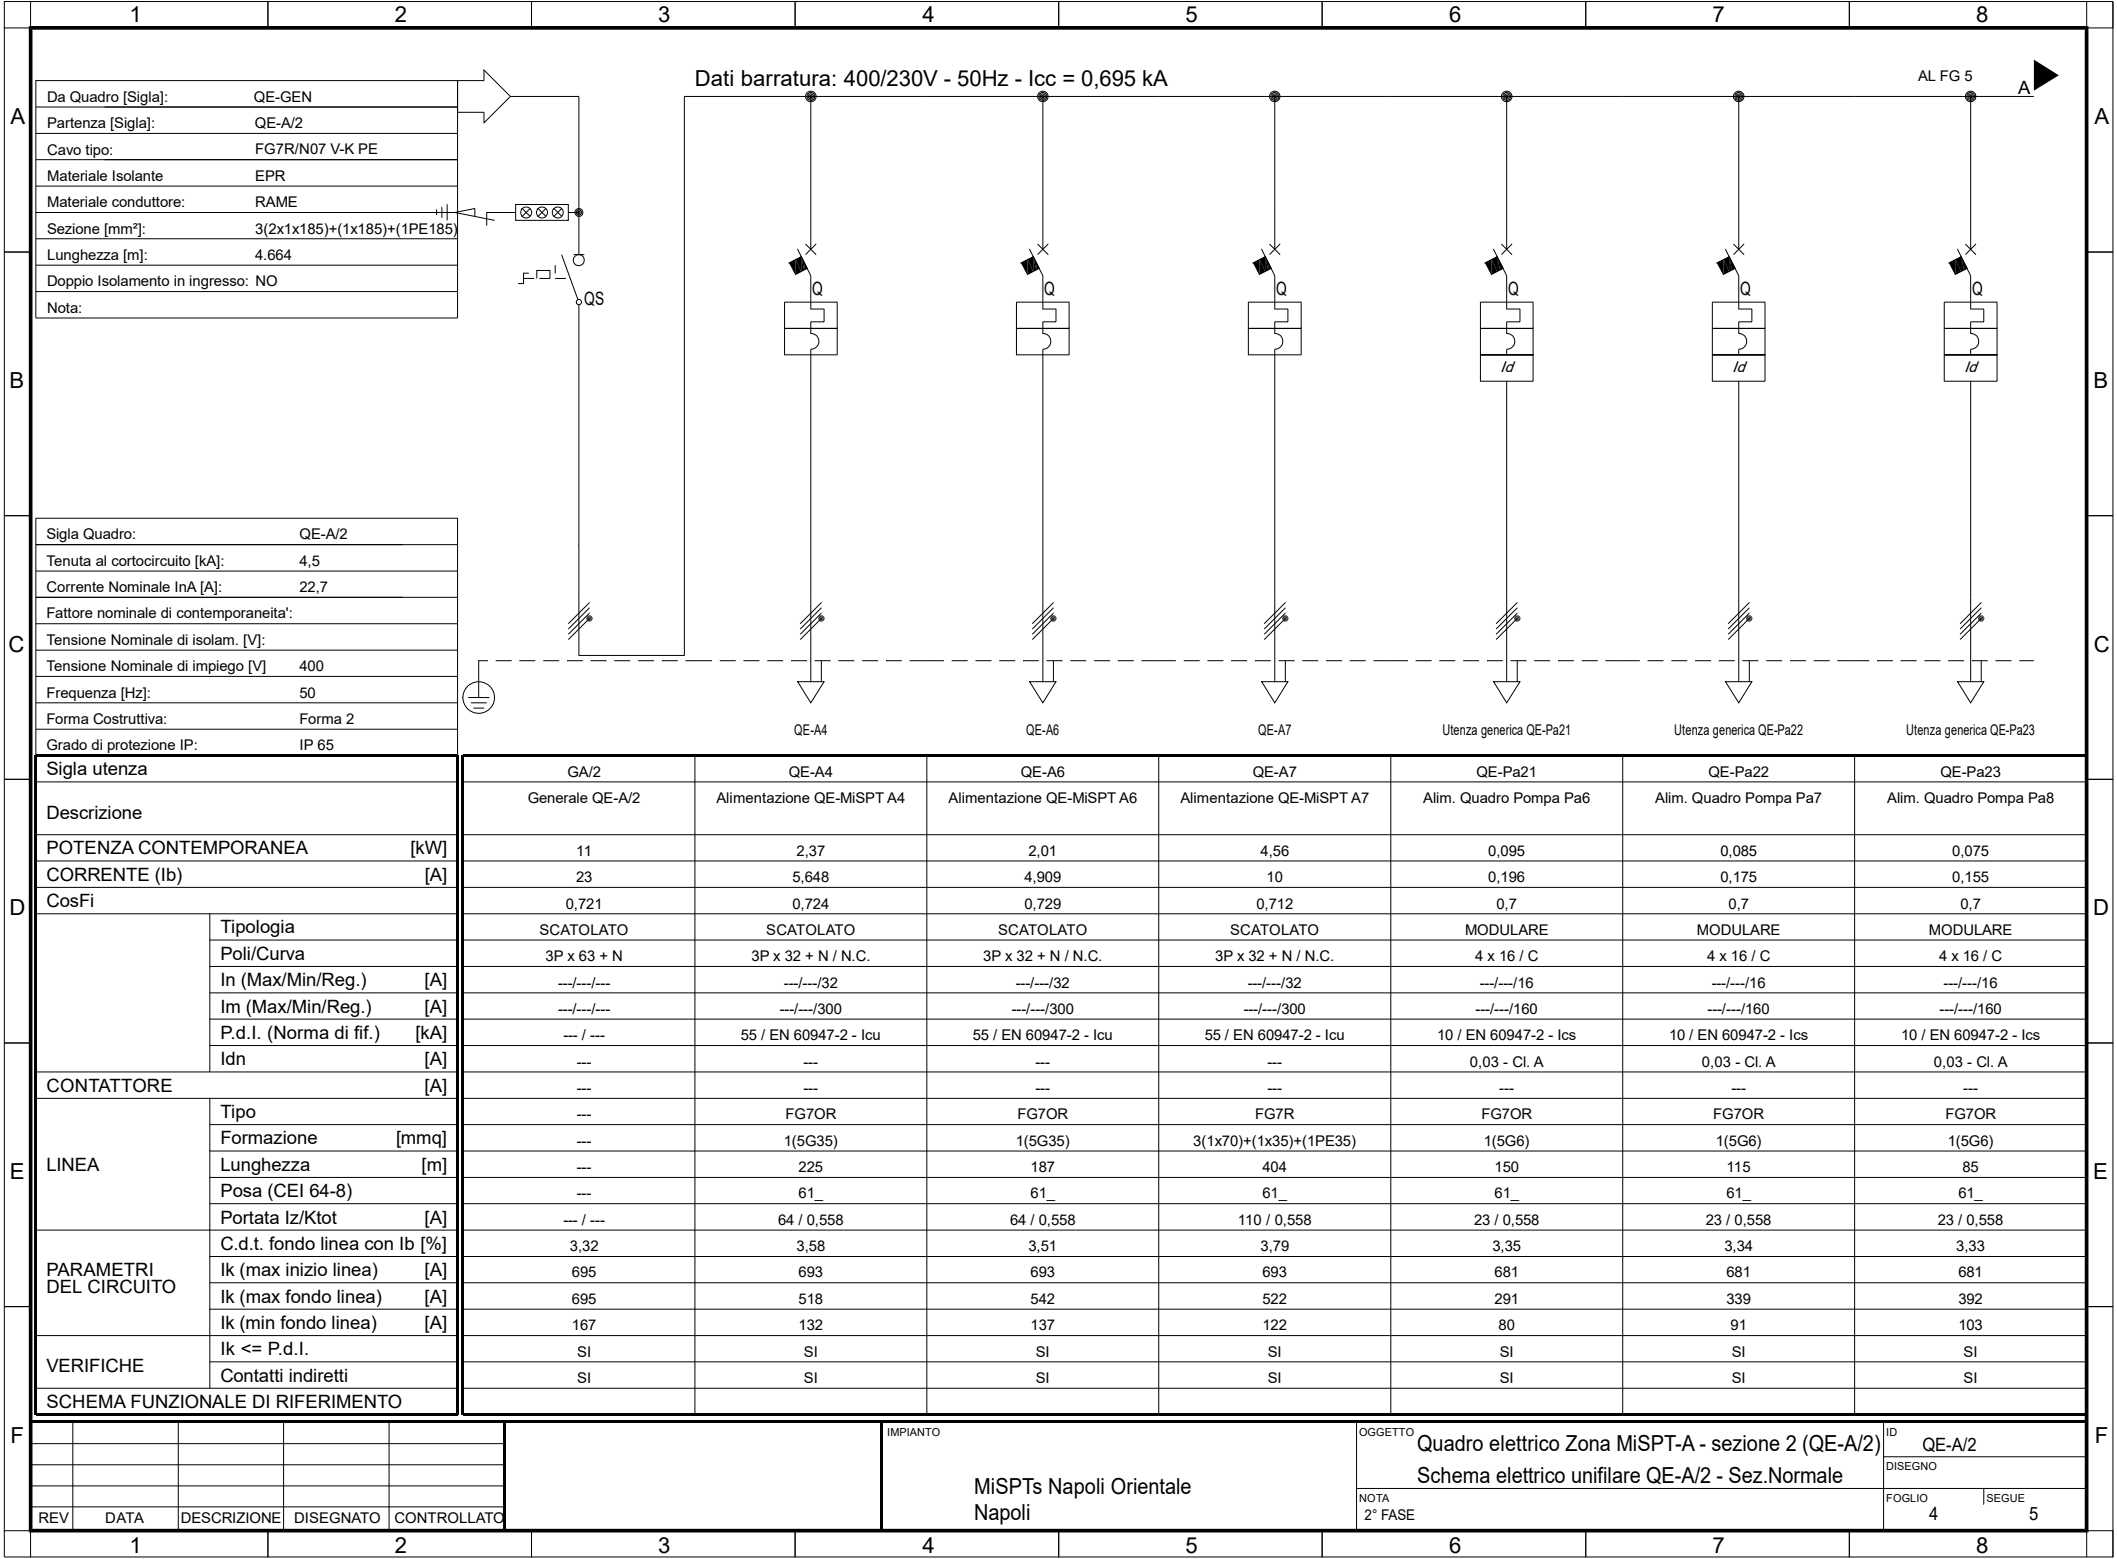 1 2 3 4 5 6 7 8
A A
B B
C C
D D
E E
F F
Da Quadro [Sigla]: QE-GEN
Partenza [Sigla]: QE-A/2
Cavo tipo: FG7R/N07 V-K PE
Materiale Isolante EPR
Materiale conduttore: RAME
Sezione [mm²]: 3(2x1x185)+(1x185)+(1PE185)
Lunghezza [m]: 4.664
Doppio Isolamento in ingresso: NO
Nota:
Dati barratura: 400/230V - 50Hz - Icc = 0,695 kA
AL FG 5
A
QS
Q Q Q Q Q Q
Id Id Id
Sigla Quadro: QE-A/2
Tenuta al cortocircuito [kA]: 4,5
Corrente Nominale InA [A]: 22,7
Fattore nominale di contemporaneita':
Tensione Nominale di isolam. [V]:
Tensione Nominale di impiego [V] 400
Frequenza [Hz]: 50
Forma Costruttiva: Forma 2
Grado di protezione IP: IP 65
QE-A4 QE-A6 QE-A7 Utenza generica QE-Pa21 Utenza generica QE-Pa22 Utenza generica QE-Pa23
Sigla utenza GA/2 QE-A4 QE-A6 QE-A7 QE-Pa21 QE-Pa22 QE-Pa23
Descrizione Generale QE-A/2 Alimentazione QE-MiSPT A4 Alimentazione QE-MiSPT A6 Alimentazione QE-MiSPT A7 Alim. Quadro Pompa Pa6 Alim. Quadro Pompa Pa7 Alim. Quadro Pompa Pa8
POTENZA CONTEMPORANEA [kW] 11 2,37 2,01 4,56 0,095 0,085 0,075
CORRENTE (Ib) [A] 23 5,648 4,909 10 0,196 0,175 0,155
CosFi 0,721 0,724 0,729 0,712 0,7 0,7 0,7
Tipologia SCATOLATO SCATOLATO SCATOLATO SCATOLATO MODULARE MODULARE MODULARE
Poli/Curva 3P x 63 + N 3P x 32 + N / N.C. 3P x 32 + N / N.C. 3P x 32 + N / N.C. 4 x 16 / C 4 x 16 / C 4 x 16 / C
In (Max/Min/Reg.) [A] ---/---/--- ---/---/32 ---/---/32 ---/---/32 ---/---/16 ---/---/16 ---/---/16
Im (Max/Min/Reg.) [A] ---/---/--- ---/---/300 ---/---/300 ---/---/300 ---/---/160 ---/---/160 ---/---/160
P.d.I. (Norma di fif.) [kA] --- / --- 55 / EN 60947-2 - Icu 55 / EN 60947-2 - Icu 55 / EN 60947-2 - Icu 10 / EN 60947-2 - Ics 10 / EN 60947-2 - Ics 10 / EN 60947-2 - Ics
Idn [A] --- --- --- --- 0,03 - Cl. A 0,03 - Cl. A 0,03 - Cl. A
CONTATTORE [A] --- --- --- --- --- --- ---
LINEA
Tipo --- FG7OR FG7OR FG7R FG7OR FG7OR FG7OR
Formazione [mmq] --- 1(5G35) 1(5G35) 3(1x70)+(1x35)+(1PE35) 1(5G6) 1(5G6) 1(5G6)
Lunghezza [m] --- 225 187 404 150 115 85
Posa (CEI 64-8) --- 61_ 61_ 61_ 61_ 61_ 61_
Portata Iz/Ktot [A] --- / --- 64 / 0,558 64 / 0,558 110 / 0,558 23 / 0,558 23 / 0,558 23 / 0,558
PARAMETRI
DEL CIRCUITO
C.d.t. fondo linea con Ib [%] 3,32 3,58 3,51 3,79 3,35 3,34 3,33
Ik (max inizio linea) [A] 695 693 693 693 681 681 681
Ik (max fondo linea) [A] 695 518 542 522 291 339 392
Ik (min fondo linea) [A] 167 132 137 122 80 91 103
VERIFICHE
Ik <= P.d.I. SI SI SI SI SI SI SI
Contatti indiretti SI SI SI SI SI SI SI
SCHEMA FUNZIONALE DI RIFERIMENTO
REV DATA DESCRIZIONE DISEGNATO CONTROLLATO
IMPIANTO
MiSPTs Napoli Orientale
Napoli
OGGETTO Quadro elettrico Zona MiSPT-A - sezione 2 (QE-A/2)
Schema elettrico unifilare QE-A/2 - Sez.Normale
NOTA
2° FASE
ID QE-A/2
DISEGNO
FOGLIO 4
SEGUE 5
1 2 3 4 5 6 7 8